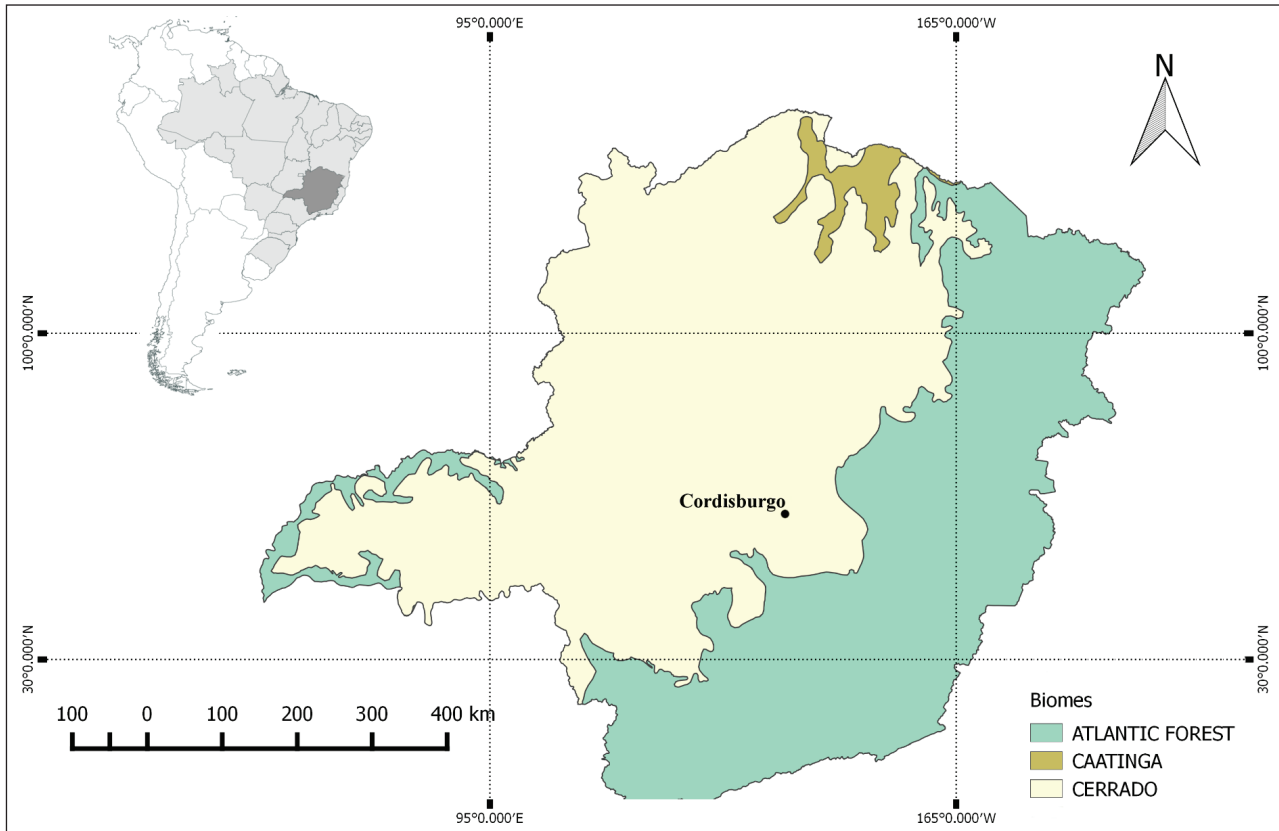 95°0.000′E
165°0.000′W
N
100°0.000′N
100°0.000′N
Cordisburgo
30°0.000′N
30°0.000′N
100 0 100 200 300 400 km
Biomes
ATLANTIC FOREST
CAATINGA
CERRADO
95°0.000′E
165°0.000′W